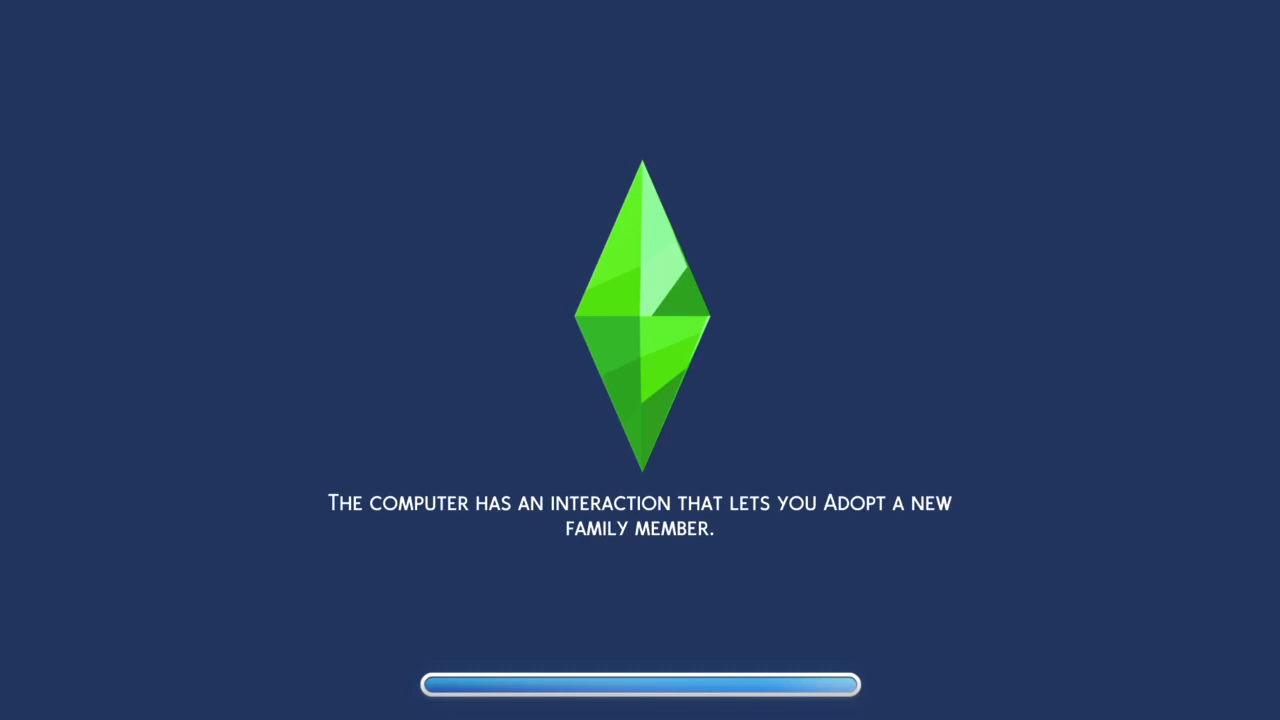 The computer has an interaction that lets you Adopt a new
family member.